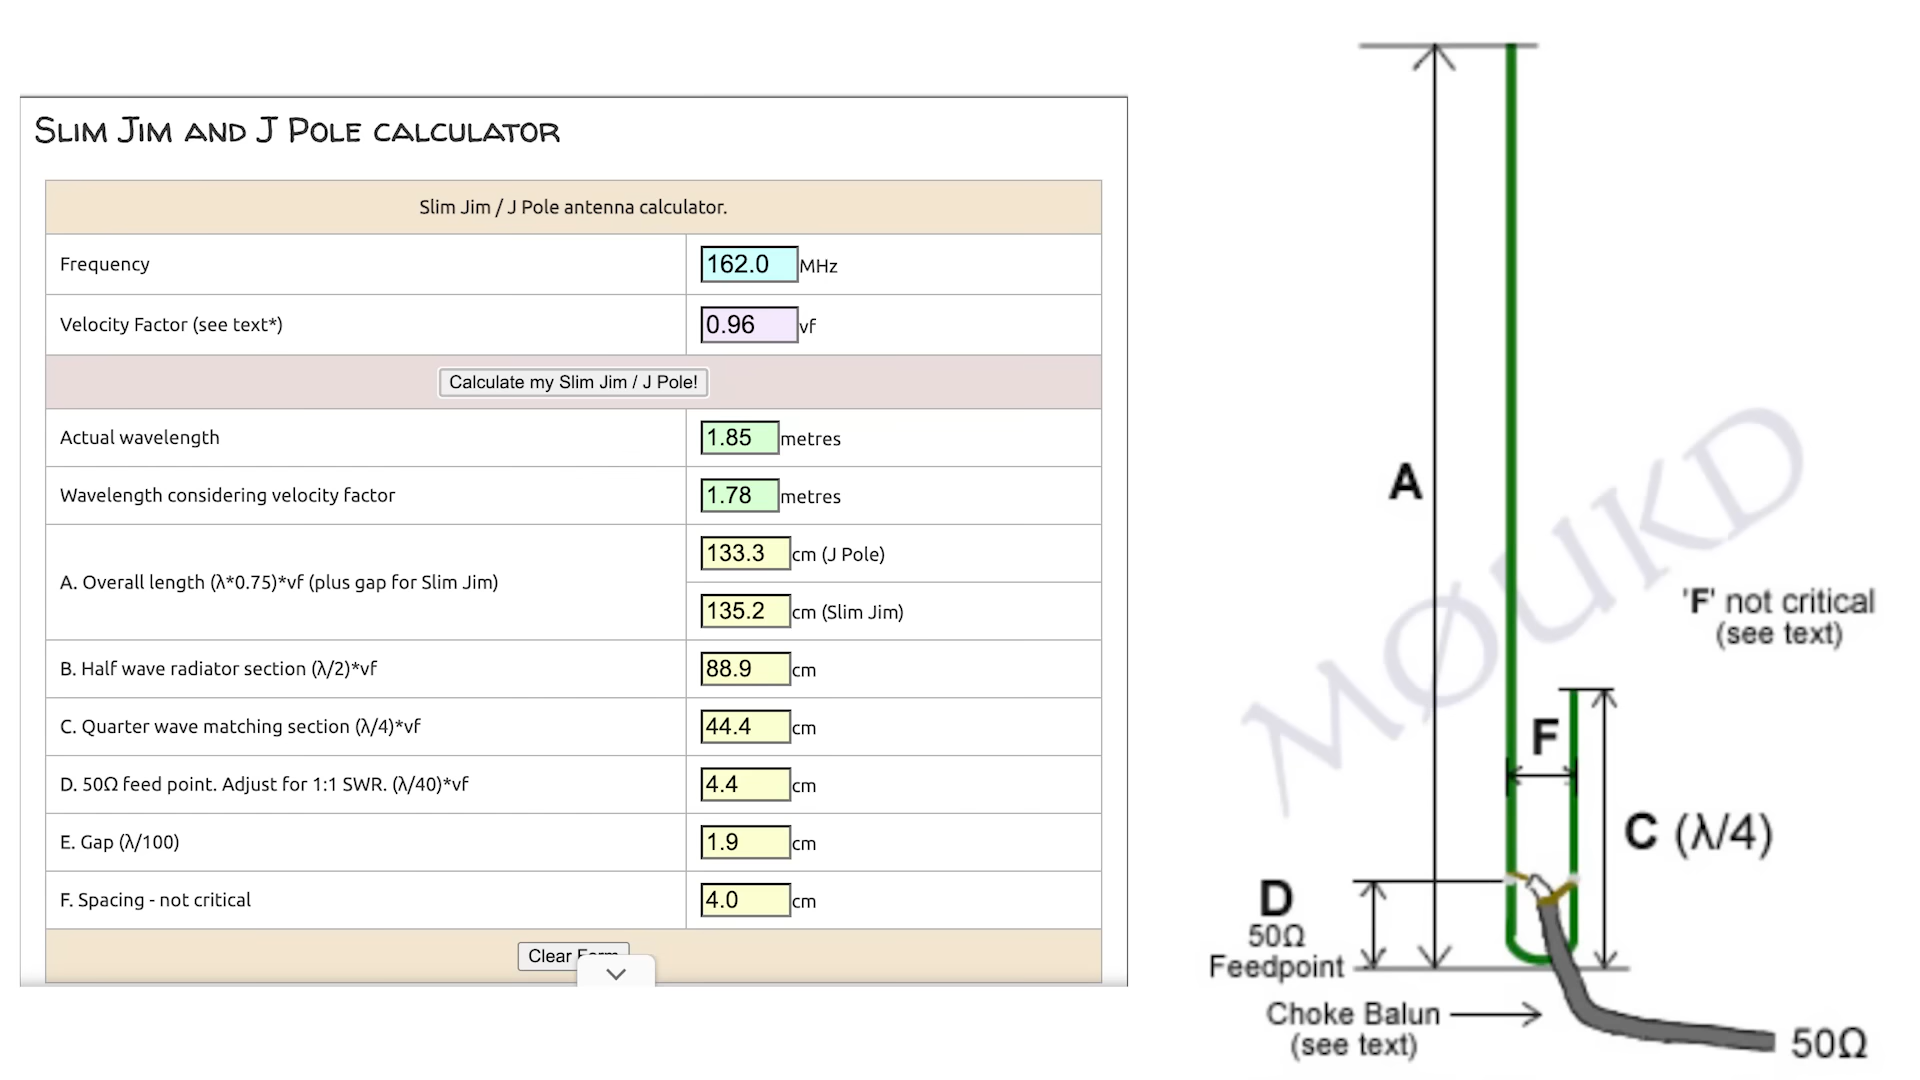 Slim Jim and J Pole calculator
Slim Jim / J Pole antenna calculator.
Frequency
162.0 MHz
Velocity Factor (see text*)
0.96 vf
Calculate my Slim Jim / J Pole!
Actual wavelength
1.85 metres
Wavelength considering velocity factor
1.78 metres
A. Overall length (λ*0.75)*vf (plus gap for Slim Jim)
133.3 cm (J Pole)
135.2 cm (Slim Jim)
B. Half wave radiator section (λ/2)*vf
88.9 cm
C. Quarter wave matching section (λ/4)*vf
44.4 cm
D. 50Ω feed point. Adjust for 1:1 SWR. (λ/40)*vf
4.4 cm
E. Gap (λ/100)
1.9 cm
F. Spacing - not critical
4.0 cm
Clear Form
A
MØUKD
'F' not critical
(see text)
F
C (λ/4)
D
50Ω
Feedpoint
Choke Balun
(see text)
50Ω